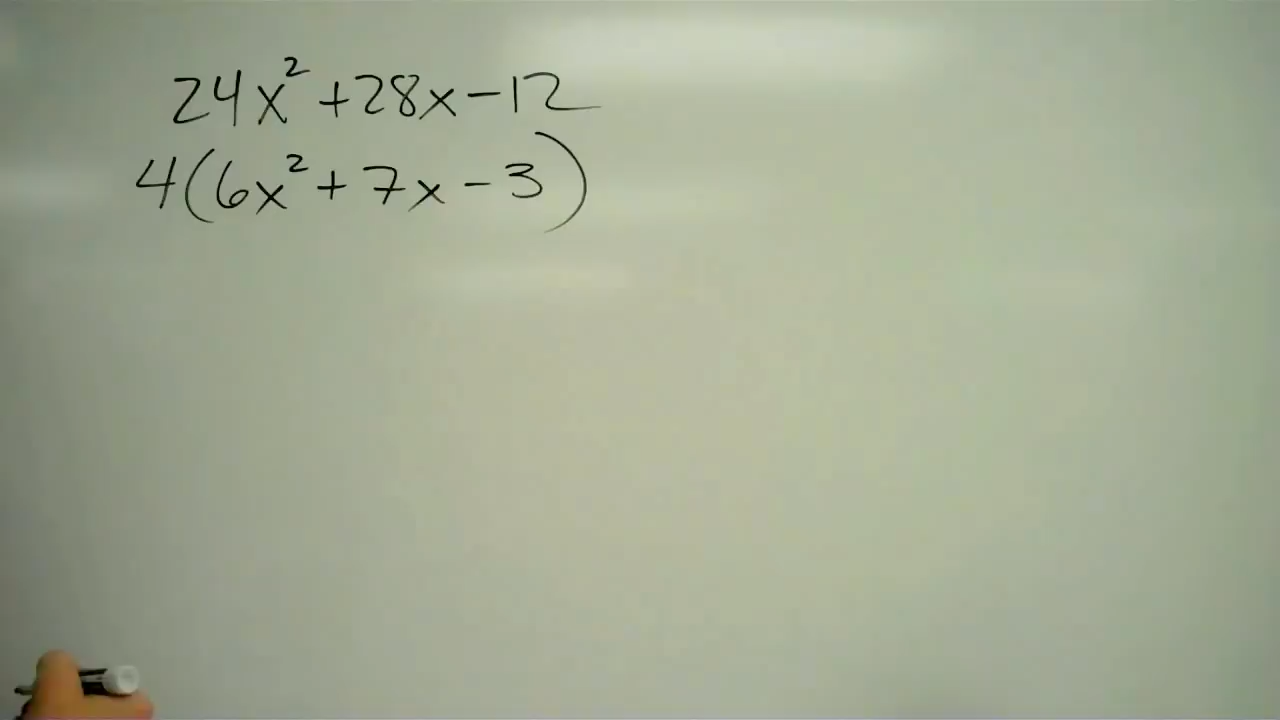 24x² + 28x - 12
4(6x² + 7x - 3)